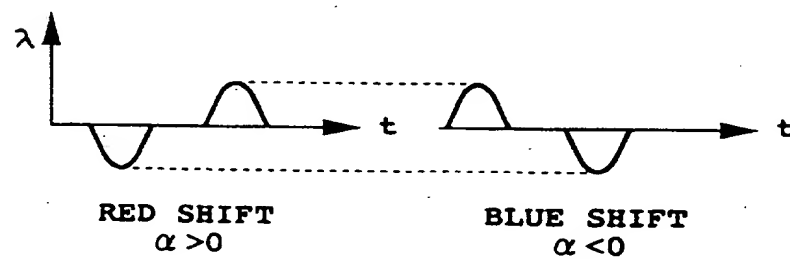 λ
t
t
RED SHIFT
α >0
BLUE SHIFT
α <0